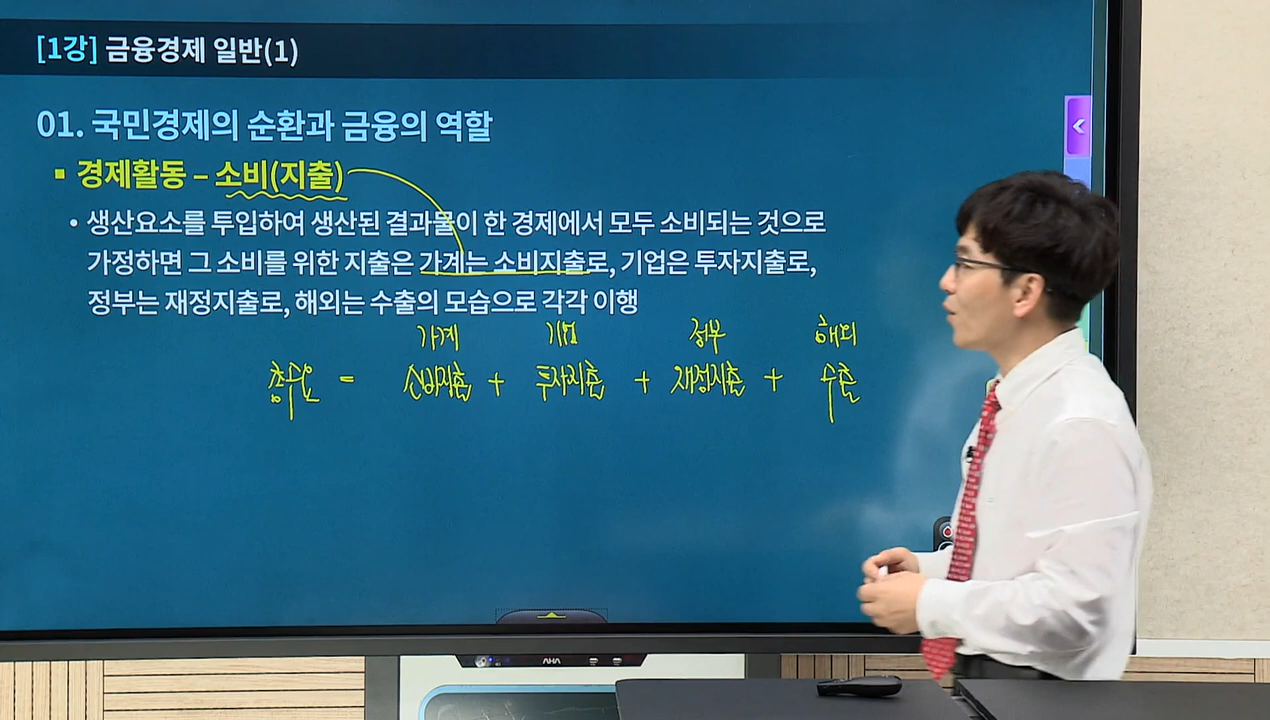 [1강] 금융경제 일반(1)
01. 국민경제의 순환과 금융의 역할
▪ 경제활동 – 소비(지출)
• 생산요소를 투입하여 생산된 결과물이 한 경제에서 모두 소비되는 것으로
가정하면 그 소비를 위한 지출은 가계는 소비지출로, 기업은 투자지출로,
정부는 재정지출로, 해외는 수출의 모습으로 각각 이행
가계 기업 정부 해외
총수요 = 소비지출 + 투자지출 + 재정지출 + 수출
AHA